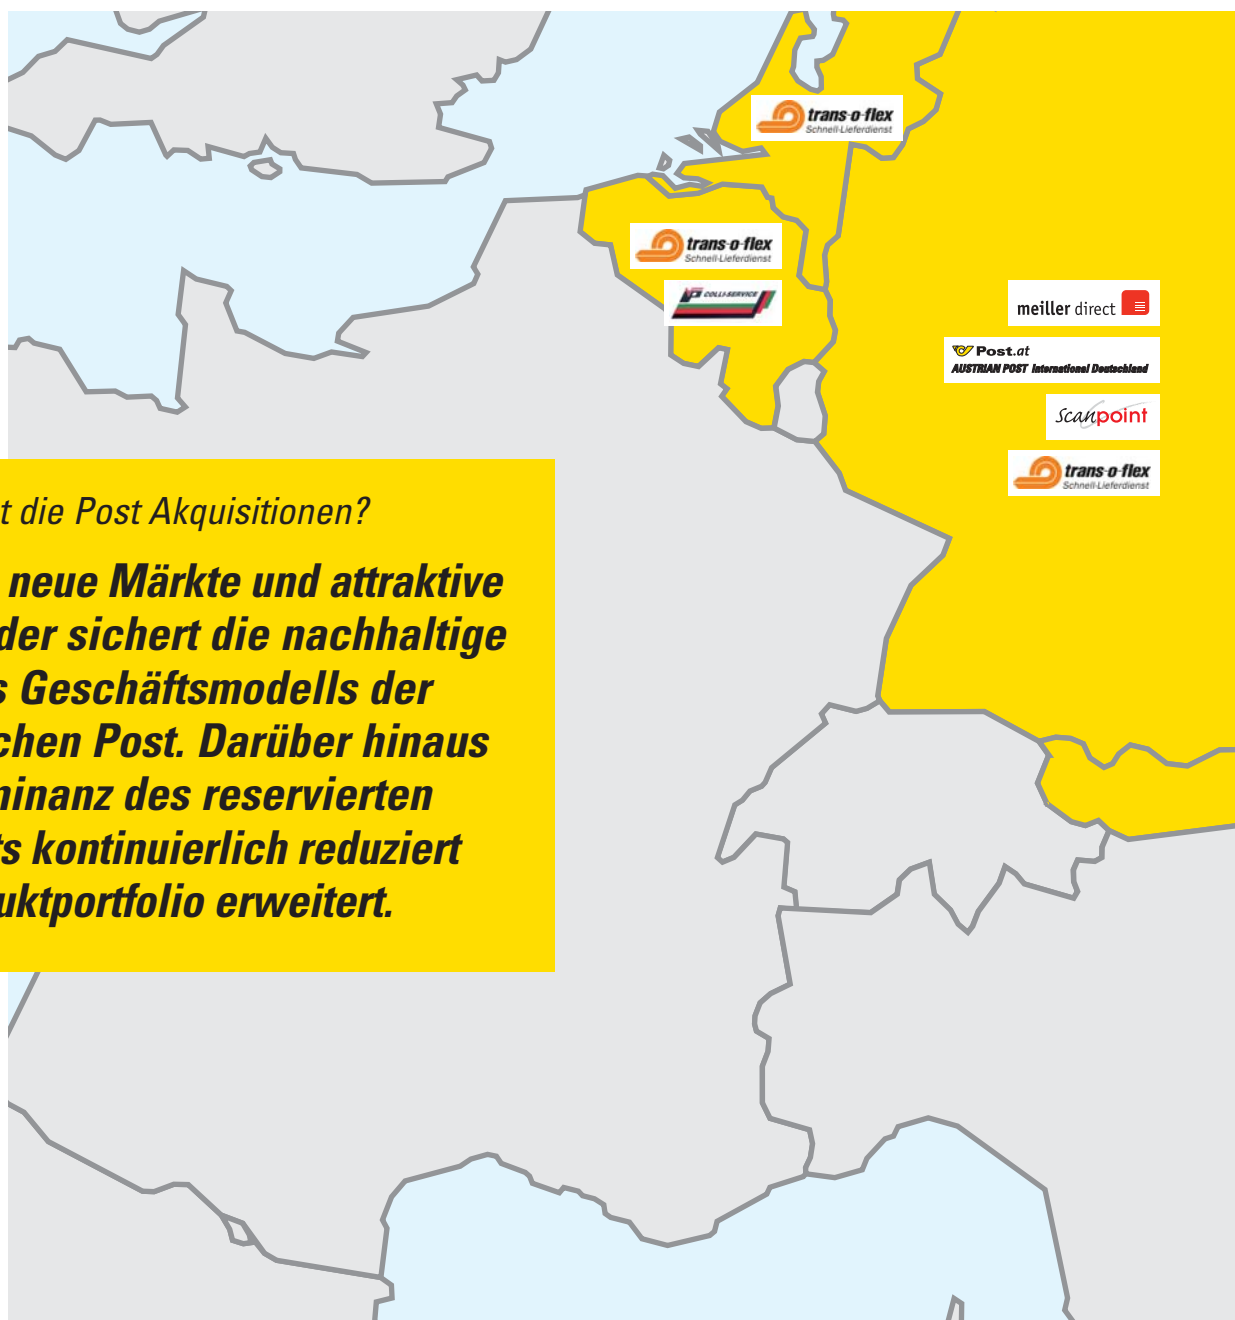 trans-o-flex
Schnell-Lieferdienst
trans-o-flex
Schnell-Lieferdienst
COLLI-SERVICE
meiller direct
Post.at
AUSTRIAN POST International Deutschland
scanpoint
trans-o-flex
Schnell-Lieferdienst
t die Post Akquisitionen?
neue Märkte und attraktive
der sichert die nachhaltige
s Geschäftsmodells der
chen Post. Darüber hinaus
ninanz des reservierten
ts kontinuierlich reduziert
uktportfolio erweitert.